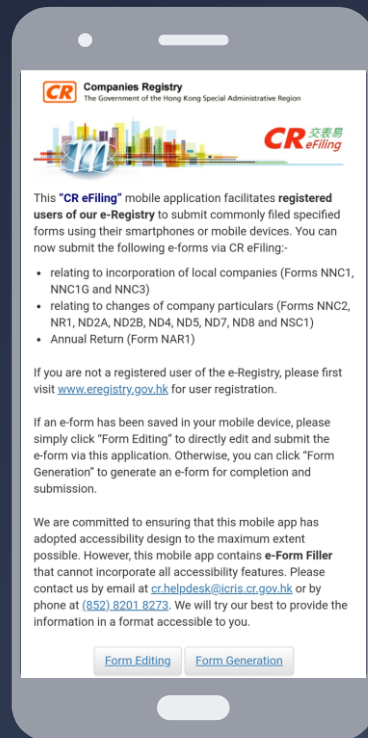 CR
Companies Registry
The Government of the Hong Kong Special Administrative Region
CR 交表易
eFiling
This “CR eFiling” mobile application facilitates registered
users of our e-Registry to submit commonly filed specified
forms using their smartphones or mobile devices. You can
now submit the following e-forms via CR eFiling:-
• relating to incorporation of local companies (Forms NNC1,
NNC1G and NNC3)
• relating to changes of company particulars (Forms NNC2,
NR1, ND2A, ND2B, ND4, ND5, ND7, ND8 and NSC1)
• Annual Return (Form NAR1)
If you are not a registered user of the e-Registry, please first
visit www.eregistry.gov.hk for user registration.
If an e-form has been saved in your mobile device, please
simply click “Form Editing” to directly edit and submit the
e-form via this application. Otherwise, you can click “Form
Generation” to generate an e-form for completion and
submission.
We are committed to ensuring that this mobile app has
adopted accessibility design to the maximum extent
possible. However, this mobile app contains e-Form Filler
that cannot incorporate all accessibility features. Please
contact us by email at cr.helpdesk@icris.cr.gov.hk or by
phone at (852) 8201 8273. We will try our best to provide the
information in a format accessible to you.
Form Editing Form Generation